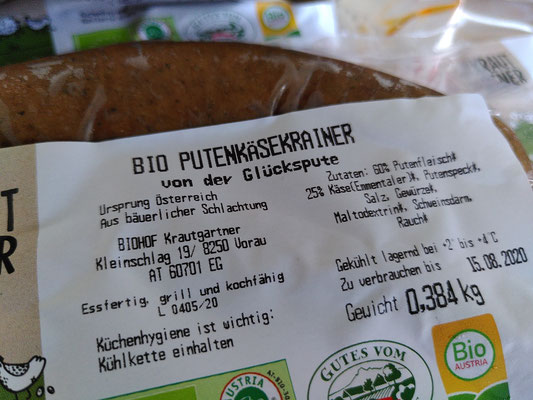 BIO PUTENKÄSEKRAINER
von der Glückspute
Ursprung Österreich
Aus bäuerlicher Schlachtung
BIOHOF Krautgartner
Kleinschlag 19/ 8250 Vorau
AT 60701 EG
Essfertig, grill und kochfähig
L 0405/20
Küchenhygiene ist wichtig:
Kühlkette einhalten
Zutaten: 60% Putenfleisch*,
25% Käse(Emmentaler)*, Putenspeck*,
Salz, Gewürze*,
Maltodextrin*, Schweinsdarm,
Rauch*
Gekühlt lagernd bei +2° bis +4°C
Zu verbrauchen bis 15.08.2020
Gewicht 0,384 kg
GUTES VOM
Bio
AUSTRIA